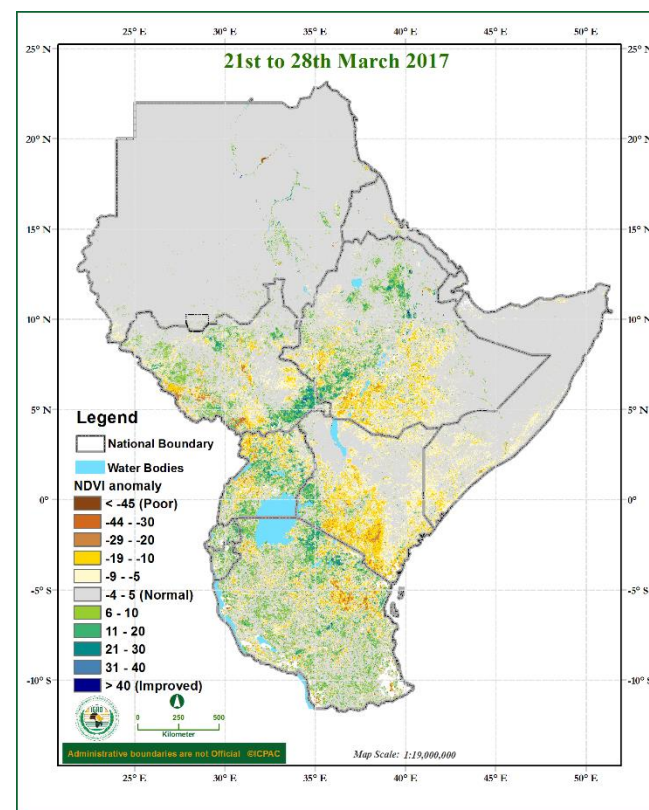 25° E 30° E 35° E 40° E 45° E 50° E
21st to 28th March 2017
25° N 25° N
20° N 20° N
15° N 15° N
10° N 10° N
5° N 5° N
0° 0°
-5° S -5° S
-10° S -10° S
Legend
National Boundary
Water Bodies
NDVI anomaly
< -45 (Poor)
-44 - -30
-29 - -20
-19 - -10
-9 - -5
-4 - 5 (Normal)
6 - 10
11 - 20
21 - 30
31 - 40
> 40 (Improved)
IGAD
0 250 500
Kilometer
Administrative boundaries are not Official ©ICPAC
Map Scale: 1:19,000,000
25° E 30° E 35° E 40° E 45° E 50° E